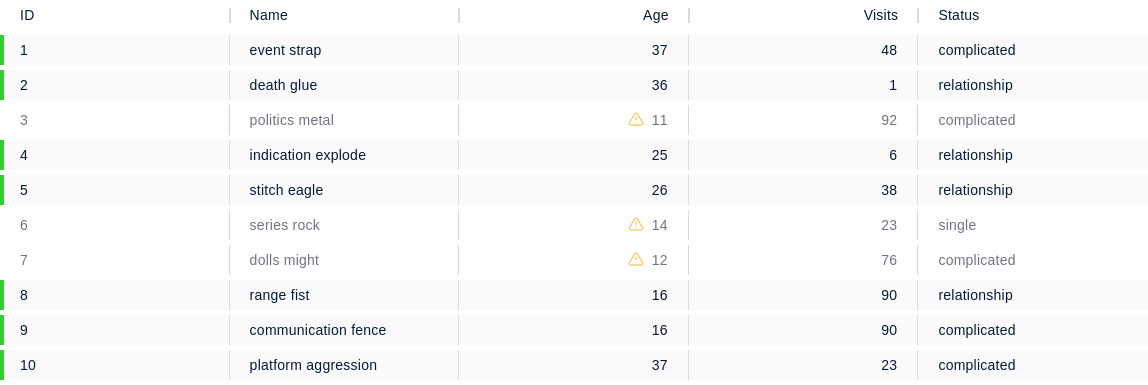 ID Name Age Visits Status
1 event strap 37 48 complicated
2 death glue 36 1 relationship
3 politics metal 11 92 complicated
4 indication explode 25 6 relationship
5 stitch eagle 26 38 relationship
6 series rock 14 23 single
7 dolls might 12 76 complicated
8 range fist 16 90 relationship
9 communication fence 16 90 complicated
10 platform aggression 37 23 complicated